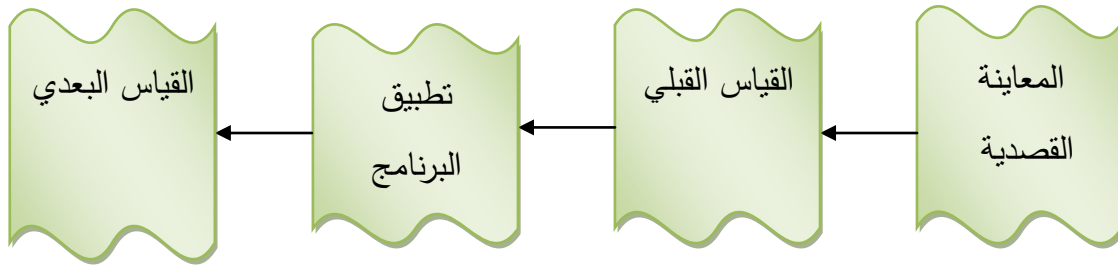 المعاينة
القصدية
القياس القبلي
تطبيق
البرنامج
القياس البعدي